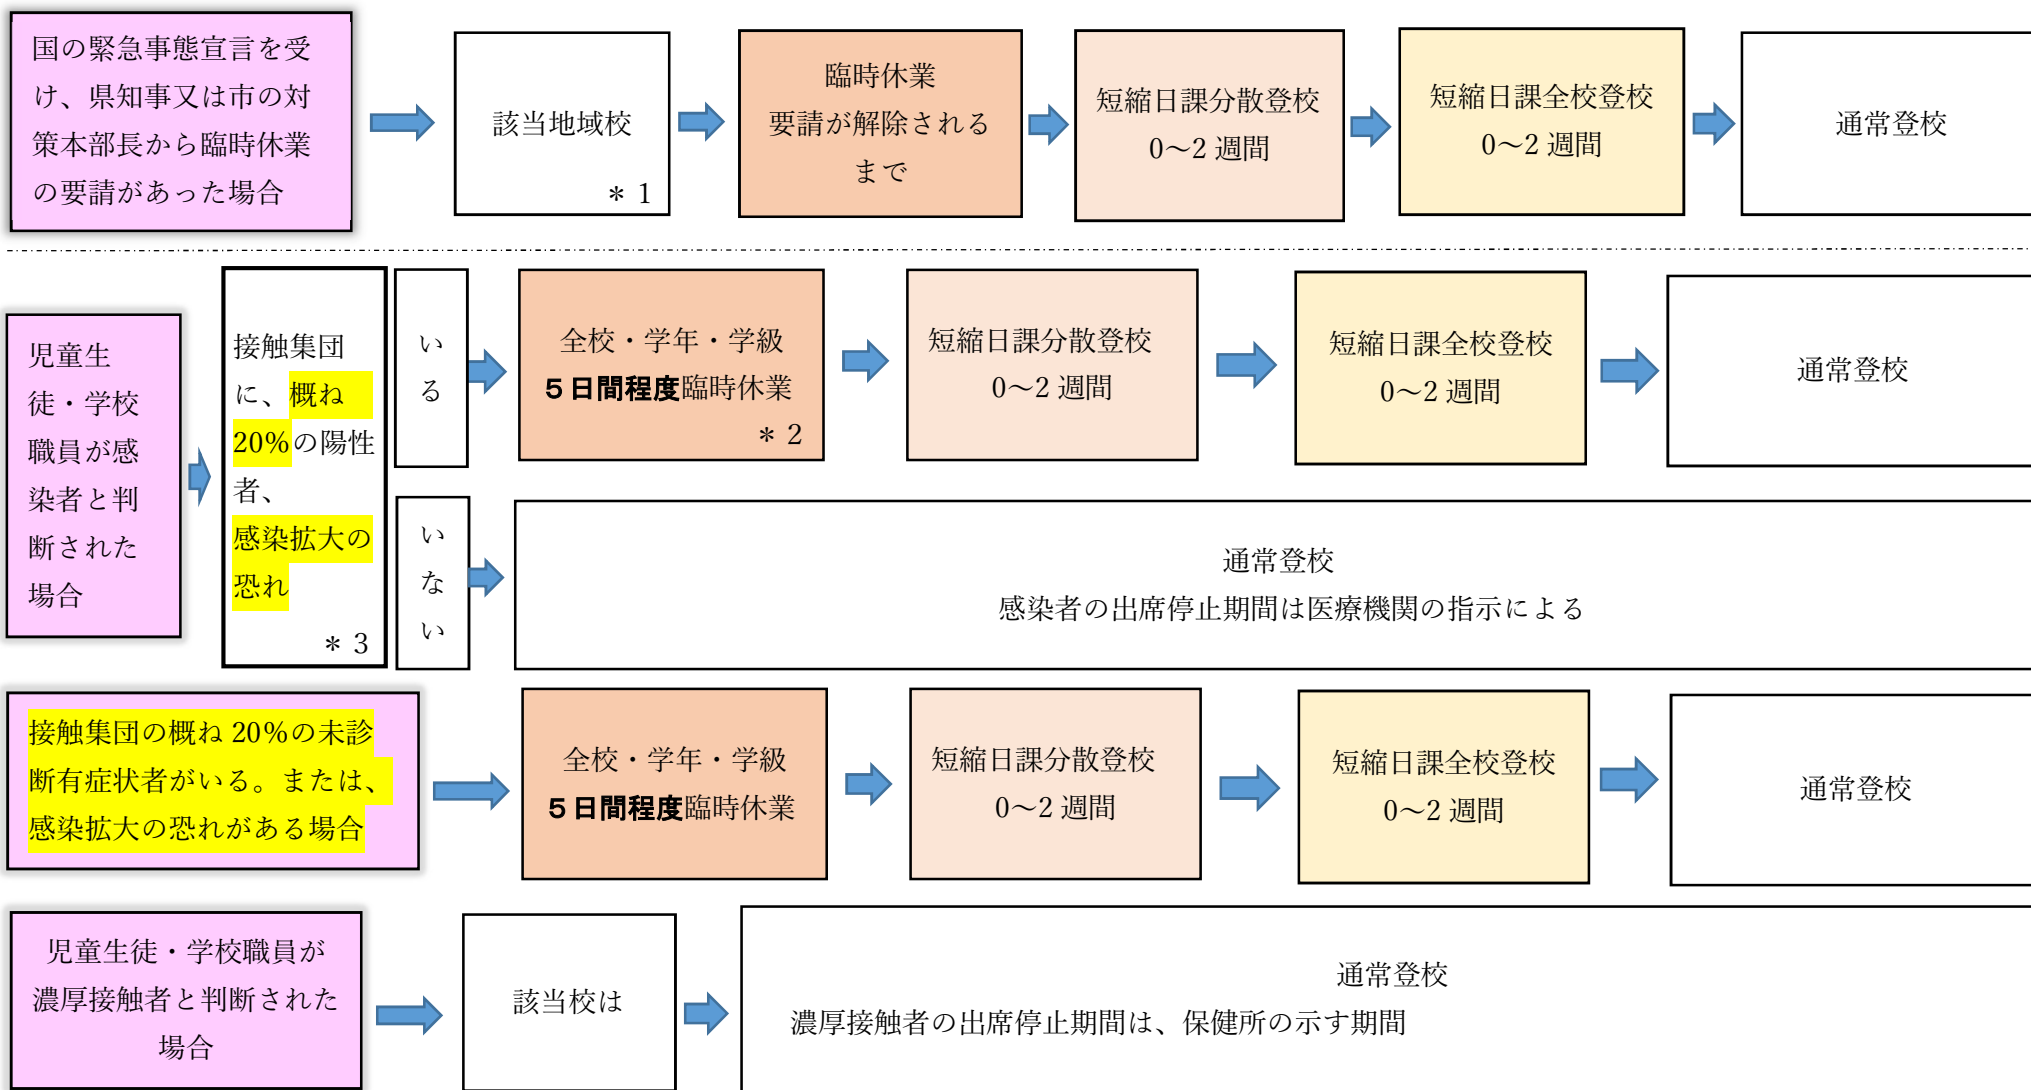 国の緊急事態宣言を受
け、県知事又は市の対
策本部長から臨時休業
の要請があった場合
該当地域校
＊1
臨時休業
要請が解除される
まで
短縮日課分散登校
0～2 週間
短縮日課全校登校
0～2 週間
通常登校
児童生
徒・学校
職員が感
染者と判
断された
場合
接触集団
に、概ね
20%の陽性
者、
感染拡大の
恐れ
＊3
いる
全校・学年・学級
５日間程度臨時休業
＊2
短縮日課分散登校
0～2 週間
短縮日課全校登校
0～2 週間
通常登校
いない
通常登校
感染者の出席停止期間は医療機関の指示による
接触集団の概ね 20%の未診
断有症状者がいる。または、
感染拡大の恐れがある場合
全校・学年・学級
５日間程度臨時休業
短縮日課分散登校
0～2 週間
短縮日課全校登校
0～2 週間
通常登校
児童生徒・学校職員が
濃厚接触者と判断された
場合
該当校は
通常登校
濃厚接触者の出席停止期間は、保健所の示す期間